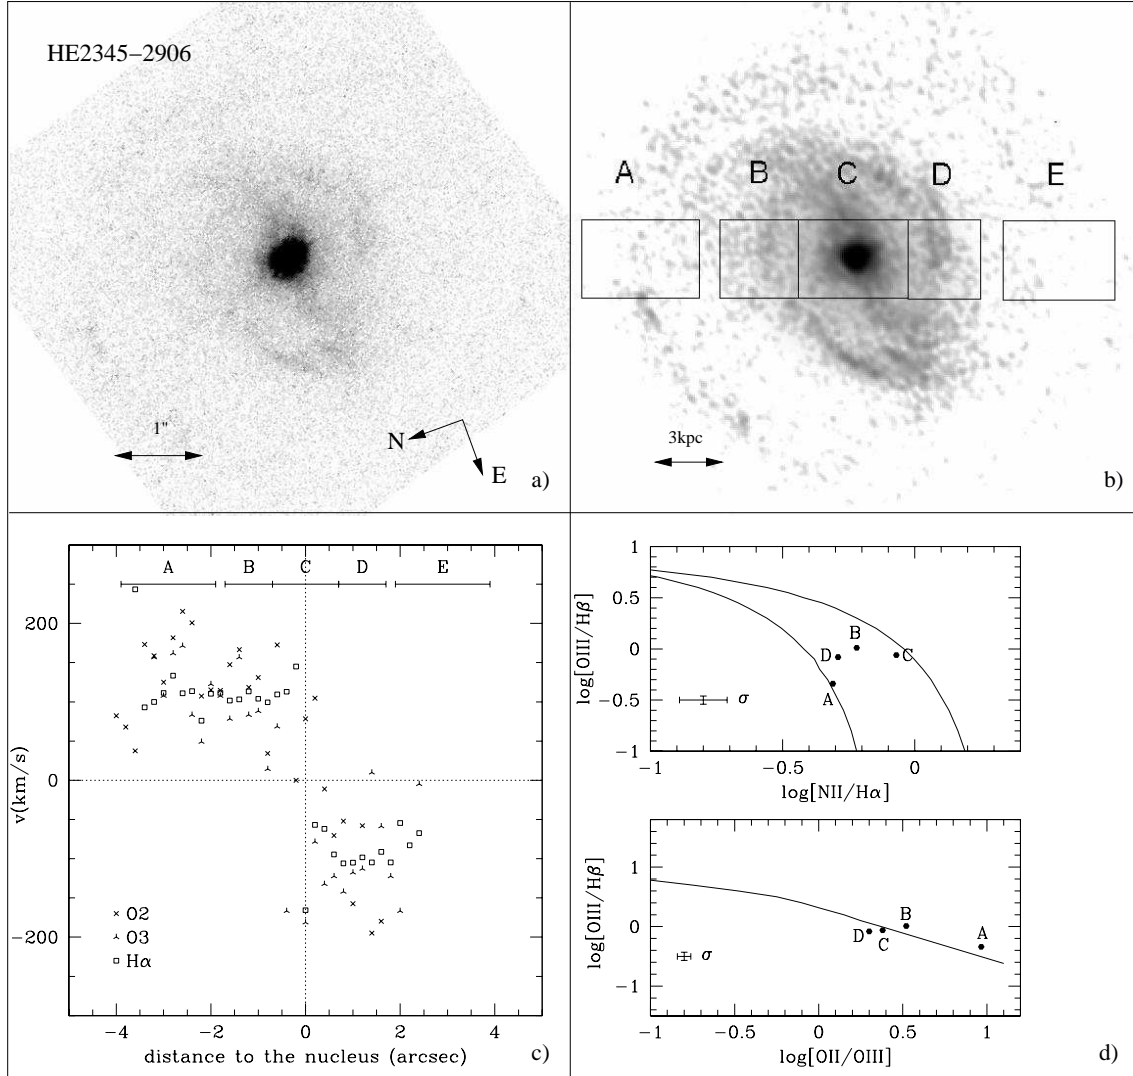 HE2345−2906
1"
N
E
a)
A B C D E
3kpc
b)
A B C D E
200
0
−200
v(km/s)
O2
O3
Hα
−4 −2 0 2 4
distance to the nucleus (arcsec)
c)
1
0.5
0
−0.5
−1
log[OIII/Hβ]
B
D
C
A
σ
−1 −0.5 0
log[NII/Hα]
1
0
−1
log[OIII/Hβ]
B
A
D
C
σ
−1 −0.5 0 0.5 1
log[OII/OIII]
d)